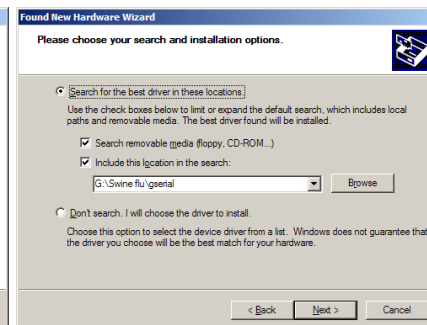 Found New Hardware Wizard
Please choose your search and installation options.
Search for the best driver in these locations.
Use the check boxes below to limit or expand the default search, which includes local
paths and removable media. The best driver found will be installed.
Search removable media (floppy, CD-ROM...)
Include this location in the search:
G:\Swine flu\gserial
Browse
Don't search. I will choose the driver to install.
Choose this option to select the device driver from a list. Windows does not guarantee that
the driver you choose will be the best match for your hardware.
< Back Next > Cancel